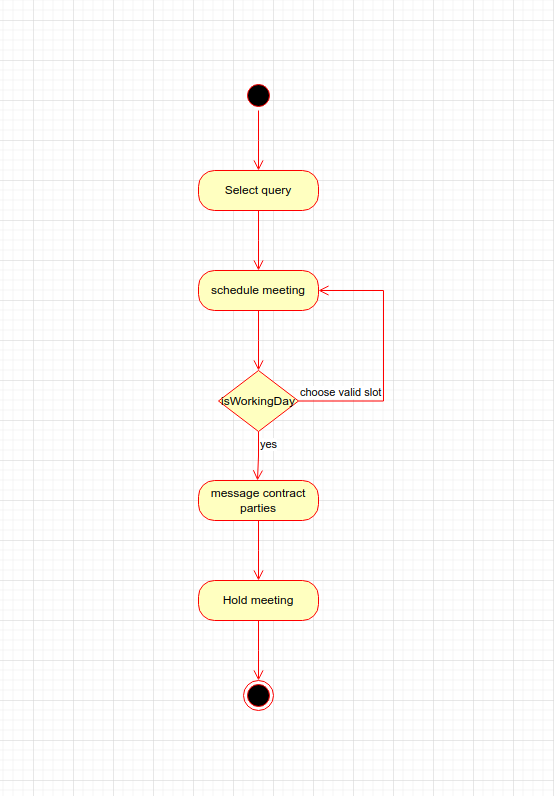 Select query
schedule meeting
isWorkingDay
choose valid slot
yes
message contract
parties
Hold meeting